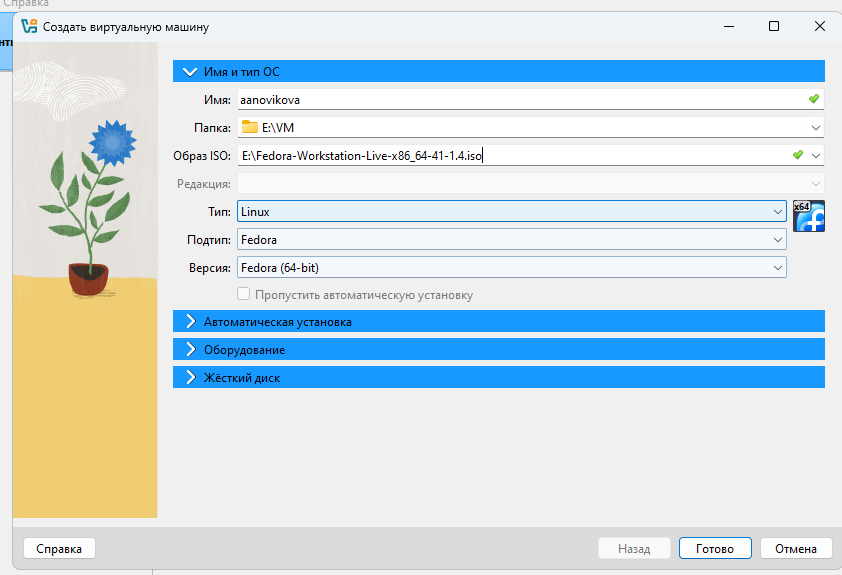 Справка
Создать виртуальную машину
Имя и тип ОС
Имя: aanovikova
Папка: E:\VM
Образ ISO: E:\Fedora-Workstation-Live-x86_64-41-1.4.iso
Редакция:
Тип: Linux
x64
Подтип: Fedora
Версия: Fedora (64-bit)
Пропустить автоматическую установку
Автоматическая установка
Оборудование
Жёсткий диск
Справка Назад Готово Отмена